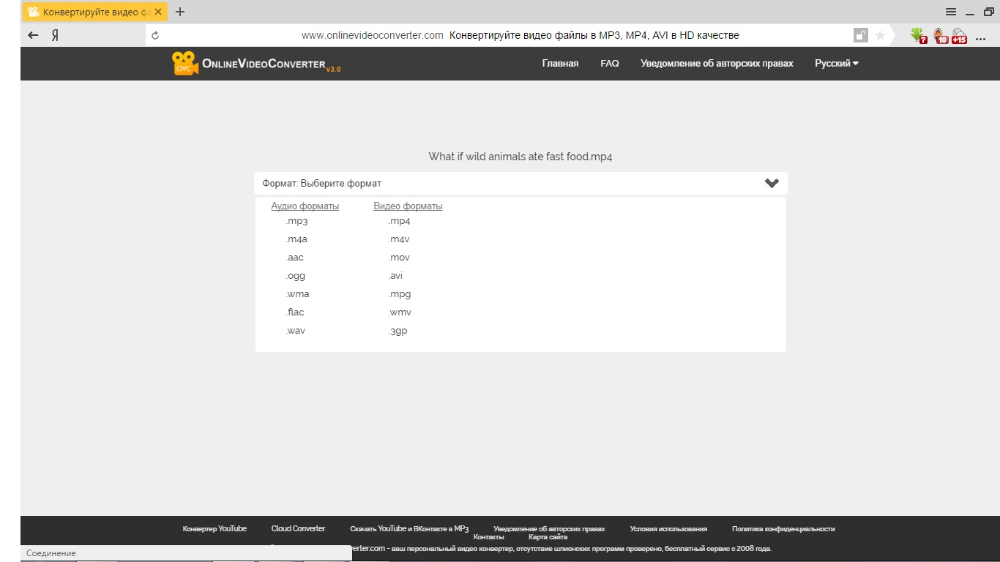 Конвертируйте видео фа
Я
www.onlinevideoconverter.com Конвертируйте видео файлы в MP3, MP4, AVI в HD качестве
?
10
+15
OVC
OnlineVideoConverter v3.0
Главная FAQ Уведомление об авторских правах Русский
What if wild animals ate fast food.mp4
Формат: Выберите формат
Аудио форматы Видео форматы
.mp3 .mp4
.m4a .m4v
.aac .mov
.ogg .avi
.wma .mpg
.flac .wmv
.wav .3gp
Конвертер YouTube Cloud Converter Скачать YouTube и ВКонтакте в MP3 Уведомление об авторских правах Условия использования Политика конфиденциальности
Контакты Карта сайта
verter.com - ваш персональный видео конвертер, отсутствие шпионских программ проверено, бесплатный сервис с 2008 года.
Соединение